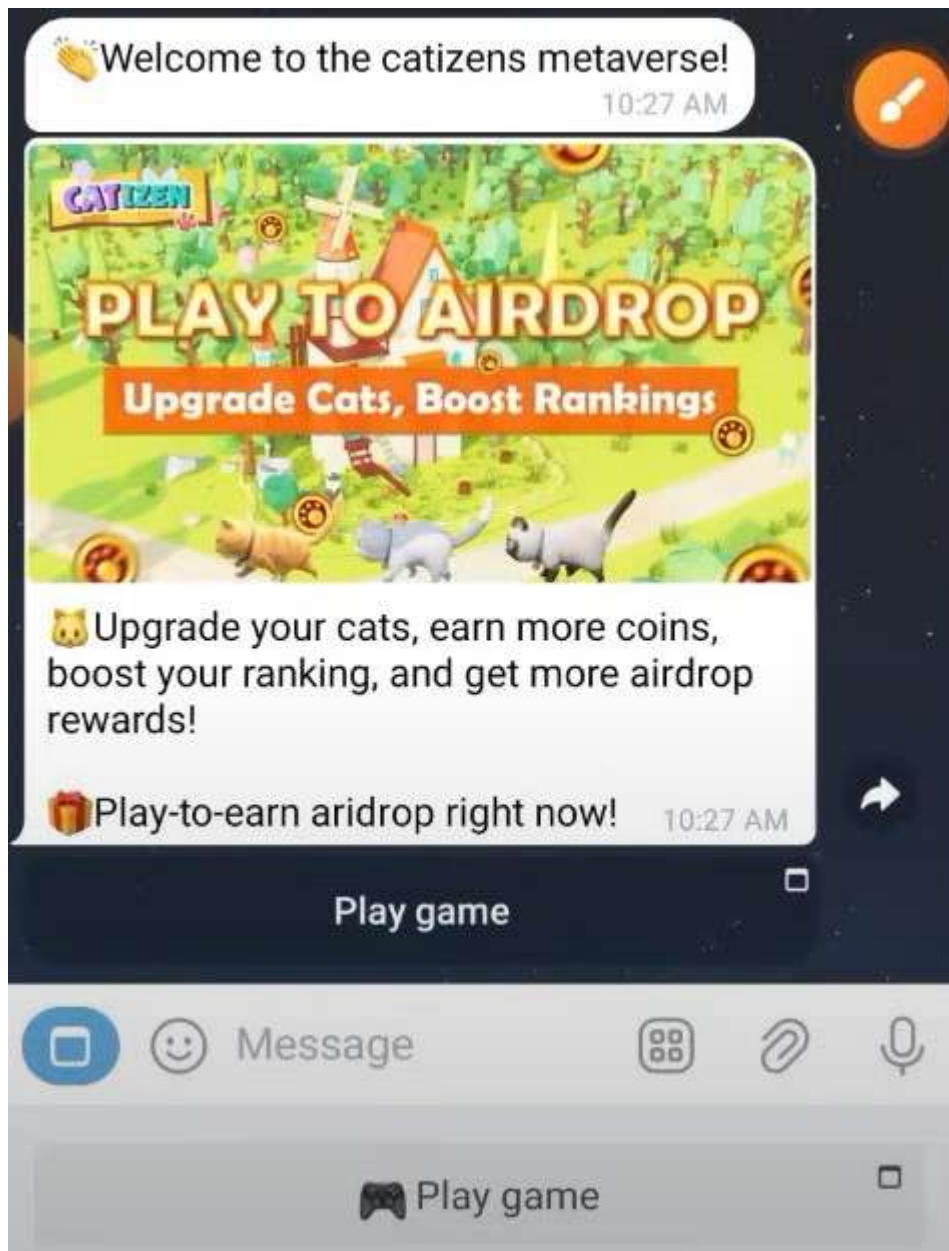 👏Welcome to the catizens metaverse!
10:27 AM
CATIZEN
PLAY TO AIRDROP
Upgrade Cats, Boost Rankings
🐱Upgrade your cats, earn more coins,
boost your ranking, and get more airdrop
rewards!
🎁Play-to-earn aridrop right now! 10:27 AM
Play game
Message
🎮Play game